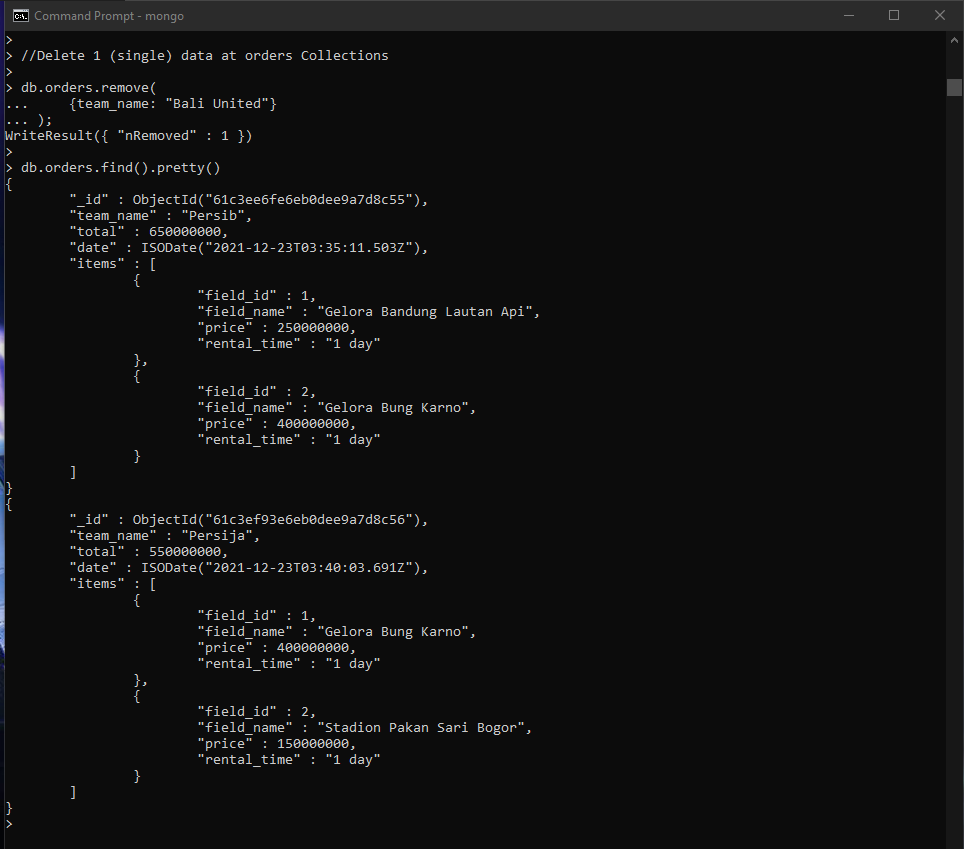 Command Prompt - mongo
>
> //Delete 1 (single) data at orders Collections
>
> db.orders.remove(
...     {team_name: "Bali United"}
... );
WriteResult({ "nRemoved" : 1 })
>
> db.orders.find().pretty()
{
        "_id" : ObjectId("61c3ee6fe6eb0dee9a7d8c55"),
        "team_name" : "Persib",
        "total" : 650000000,
        "date" : ISODate("2021-12-23T03:35:11.503Z"),
        "items" : [
                {
                        "field_id" : 1,
                        "field_name" : "Gelora Bandung Lautan Api",
                        "price" : 250000000,
                        "rental_time" : "1 day"
                },
                {
                        "field_id" : 2,
                        "field_name" : "Gelora Bung Karno",
                        "price" : 400000000,
                        "rental_time" : "1 day"
                }
        ]
}
{
        "_id" : ObjectId("61c3ef93e6eb0dee9a7d8c56"),
        "team_name" : "Persija",
        "total" : 550000000,
        "date" : ISODate("2021-12-23T03:40:03.691Z"),
        "items" : [
                {
                        "field_id" : 1,
                        "field_name" : "Gelora Bung Karno",
                        "price" : 400000000,
                        "rental_time" : "1 day"
                },
                {
                        "field_id" : 2,
                        "field_name" : "Stadion Pakan Sari Bogor",
                        "price" : 150000000,
                        "rental_time" : "1 day"
                }
        ]
}
>